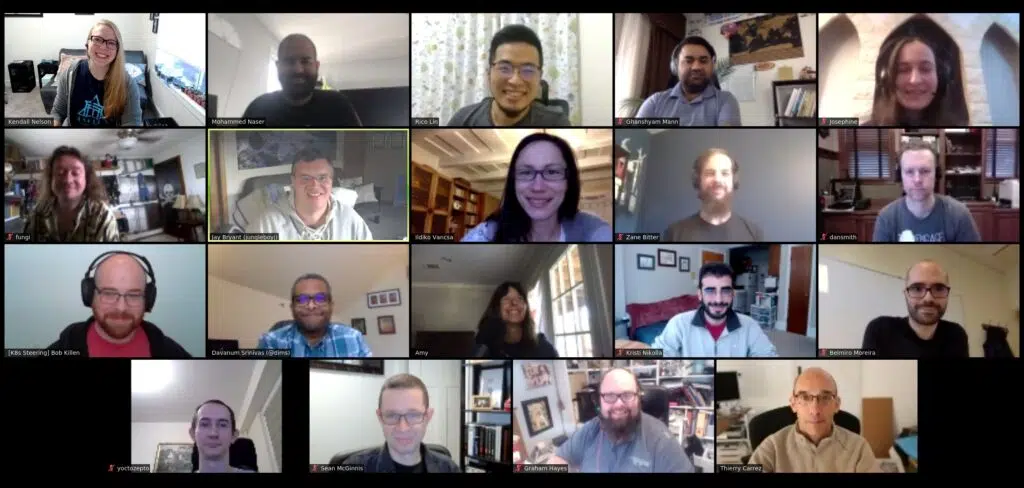 Kendall Nelson
Mohammed Naser
Rico Lin
Ghanshyam Mann
Josephine
fungi
Jay Bryant (jungleboyj)
Ildiko Vancsa
Zane Bitter
dansmith
[K8s Steering] Bob Killen
Davanum Srinivas (@dims)
Amy
Kristi Nikolla
Belmiro Moreira
yoctozepto
Sean McGinnis
Graham Hayes
Thierry Carrez